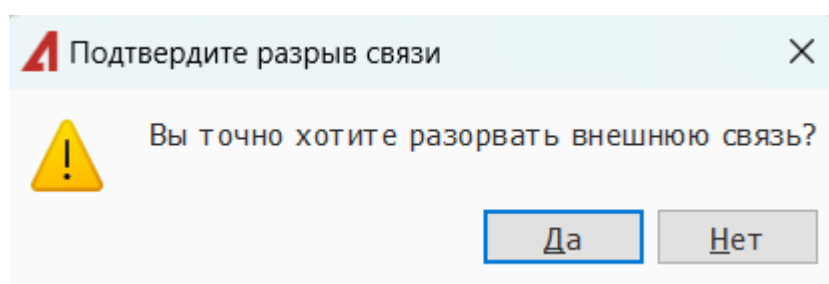 Подтвердите разрыв связи
Вы точно хотите разорвать внешнюю связь?
Да Нет